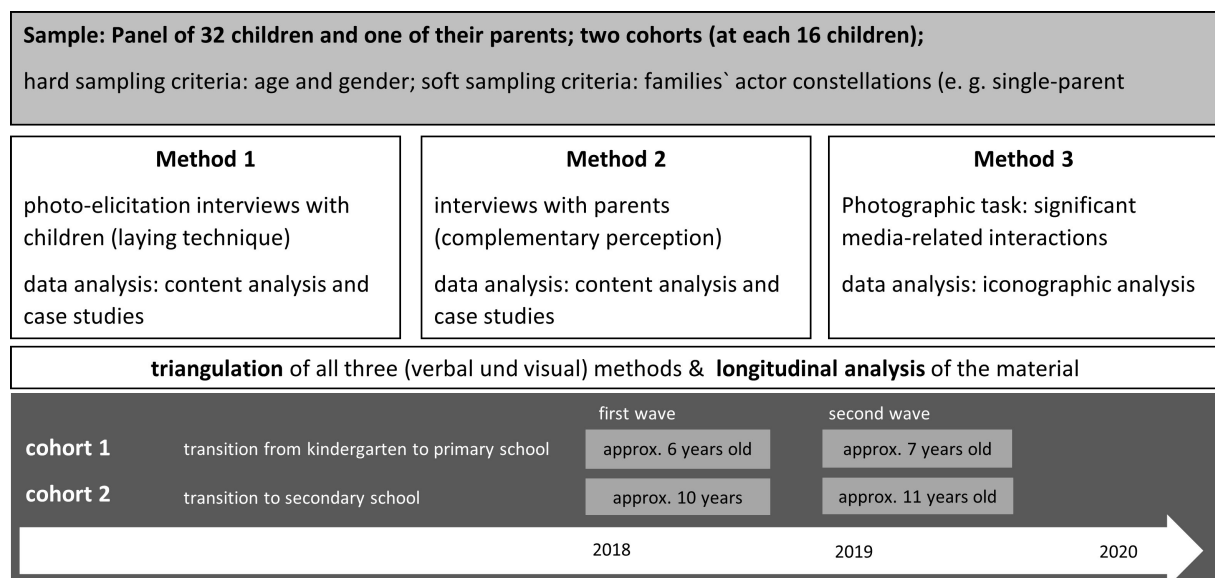 Sample: Panel of 32 children and one of their parents; two cohorts (at each 16 children);
hard sampling criteria: age and gender; soft sampling criteria: families` actor constellations (e. g. single-parent
Method 1
photo-elicitation interviews with
children (laying technique)
data analysis: content analysis and
case studies
Method 2
interviews with parents
(complementary perception)
data analysis: content analysis and
case studies
Method 3
Photographic task: significant
media-related interactions
data analysis: iconographic analysis
triangulation of all three (verbal und visual) methods & longitudinal analysis of the material
first wave second wave
cohort 1 transition from kindergarten to primary school approx. 6 years old approx. 7 years old
cohort 2 transition to secondary school approx. 10 years approx. 11 years old
2018 2019 2020